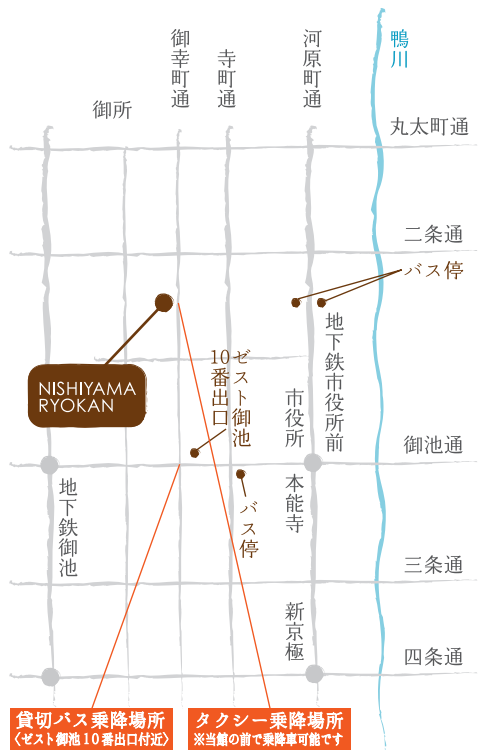 御幸町通
寺町通
河原町通
鴨川
御所
丸太町通
二条通
バス停
NISHIYAMA
RYOKAN
ゼスト御池
10番出口
地下鉄市役所前
市役所
御池通
地下鉄御池
バス停
本能寺
三条通
新京極
四条通
貸切バス乗降場所
〈ゼスト御池10番出口付近〉
タクシー乗降場所
※当館の前で乗降車可能です